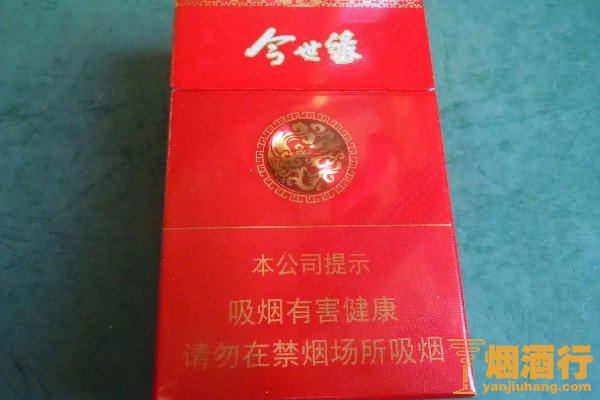 今世缘
本公司提示
吸烟有害健康
请勿在禁烟场所吸烟
烟酒行
yanjiuhang.com